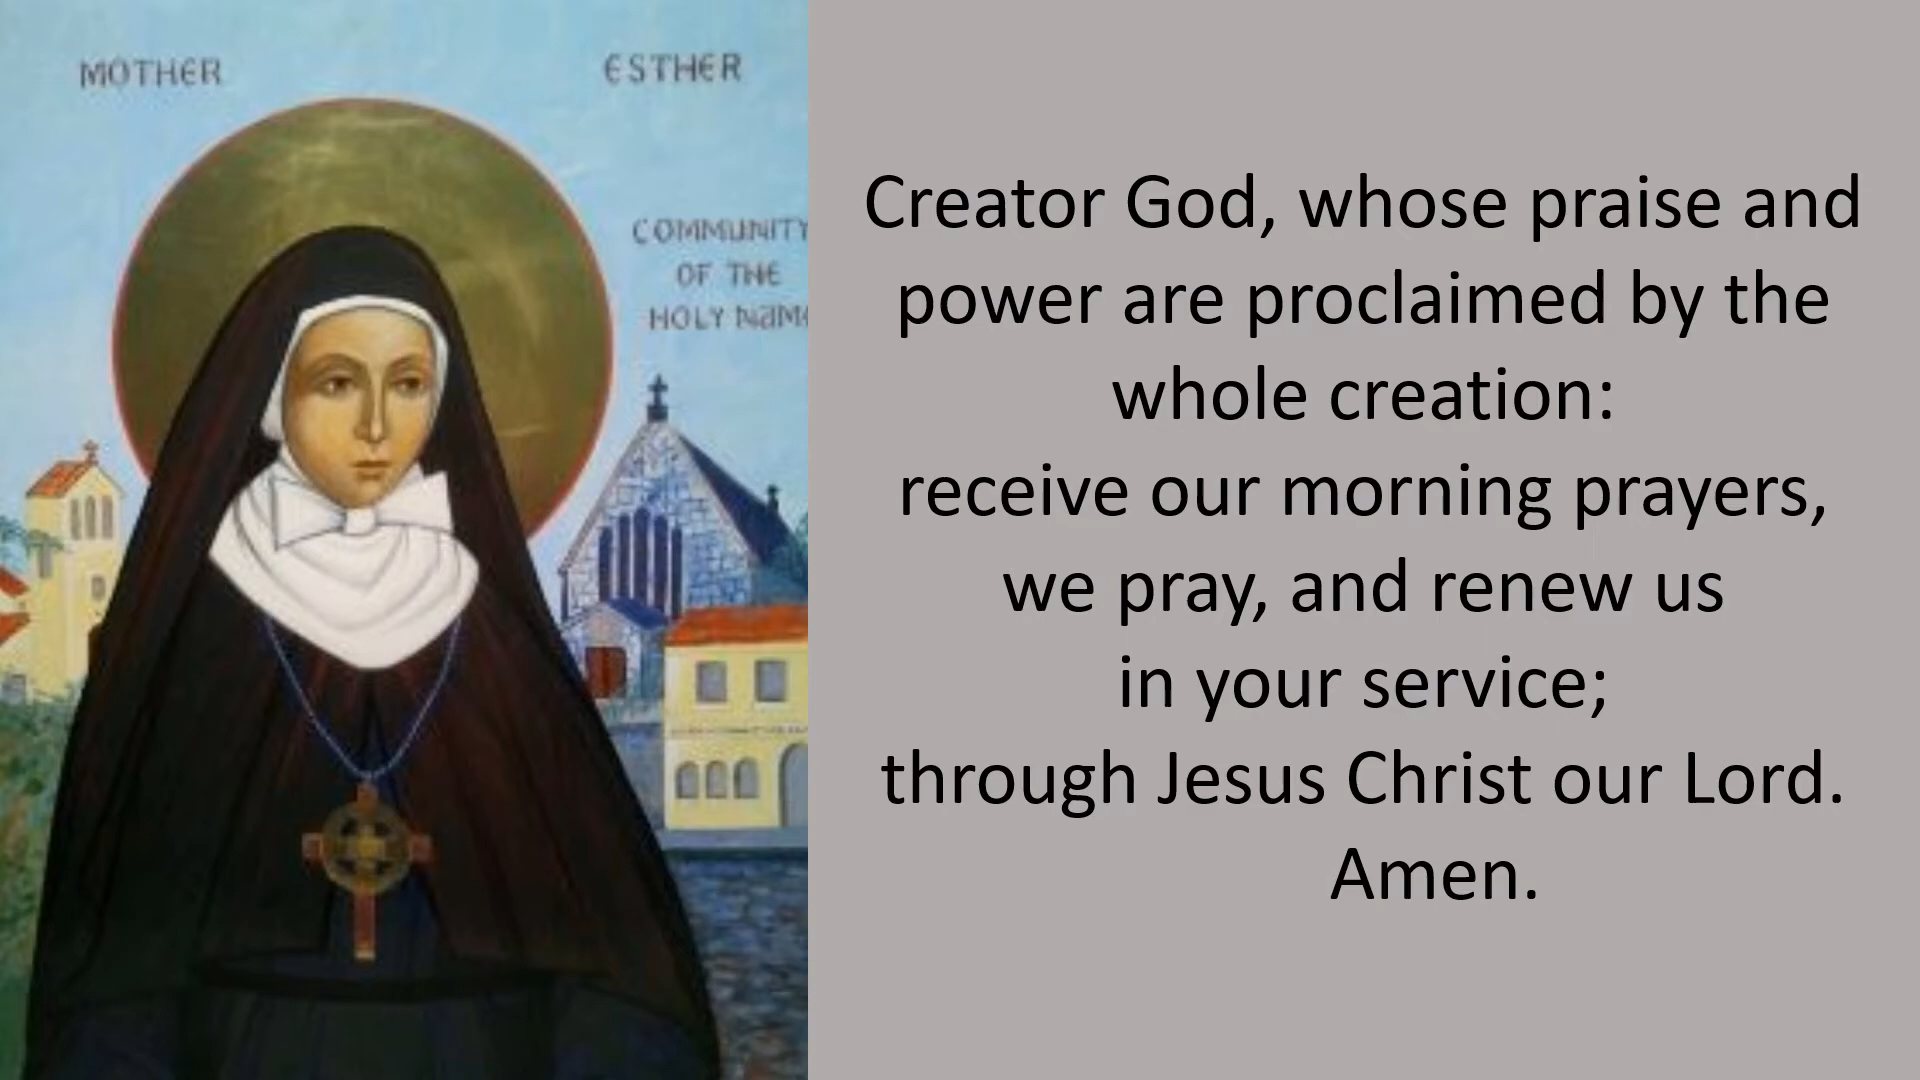 MOTHER ESTHER
COMMUNITY
OF THE
HOLY NAME
Creator God, whose praise and
power are proclaimed by the
whole creation:
receive our morning prayers,
we pray, and renew us
in your service;
through Jesus Christ our Lord.
Amen.